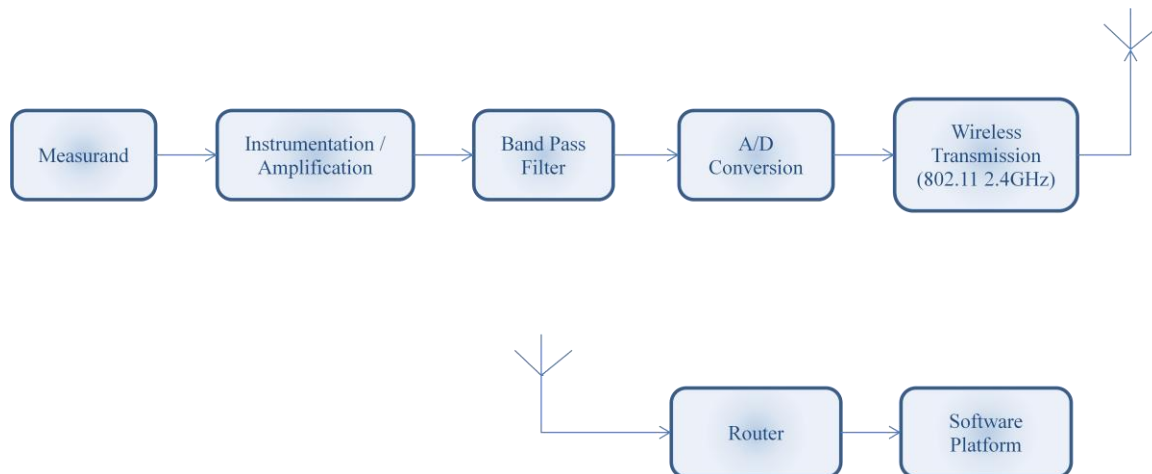 Measurand
Instrumentation /
Amplification
Band Pass
Filter
A/D
Conversion
Wireless
Transmission
(802.11 2.4GHz)
Router
Software
Platform